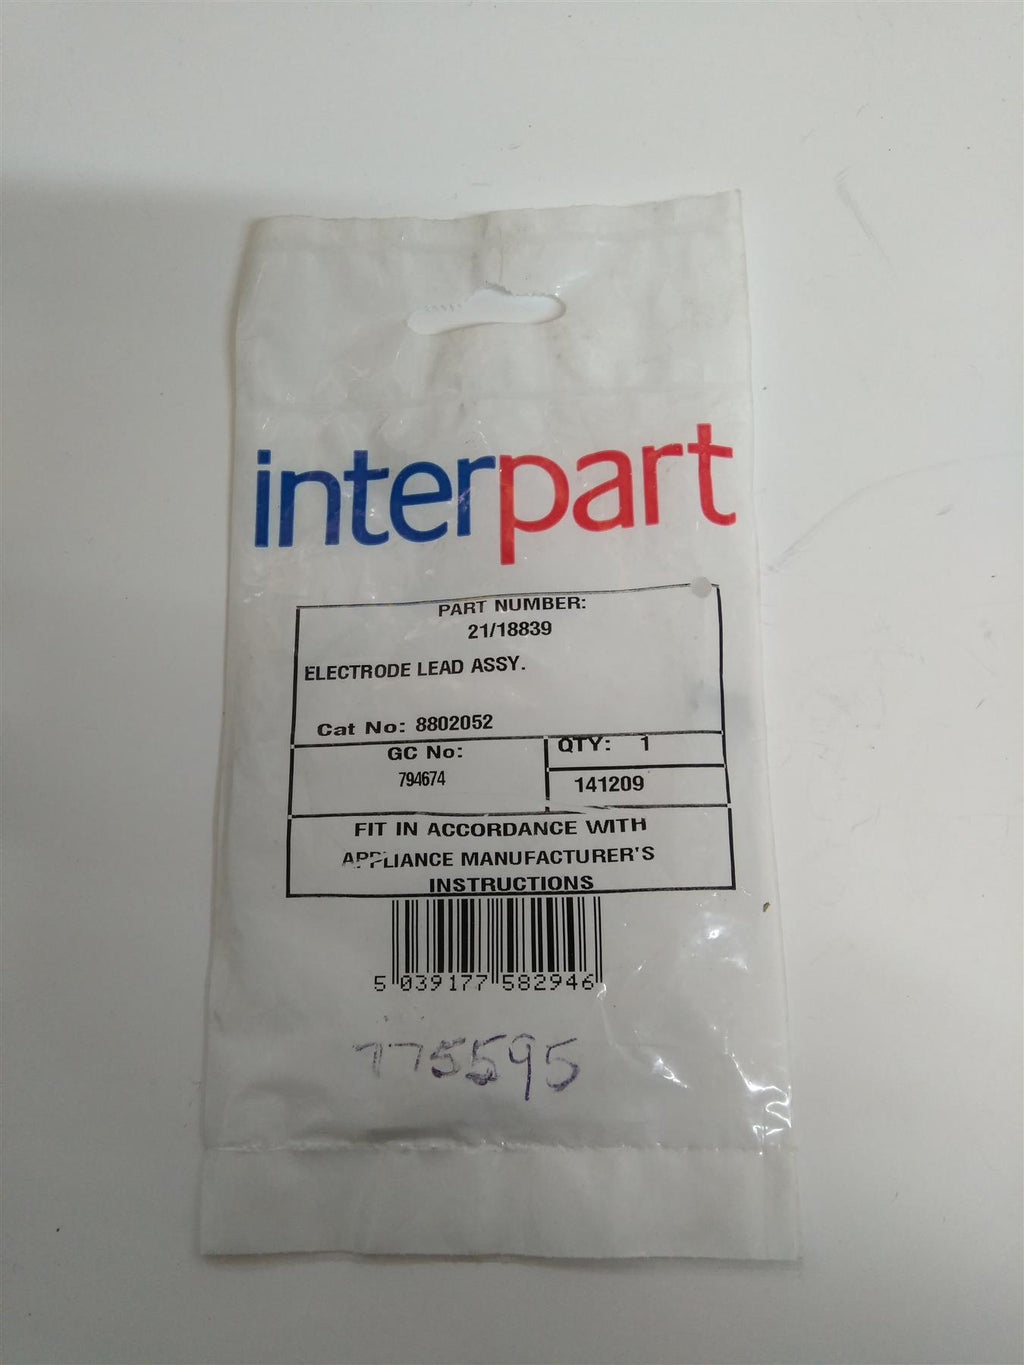 interpart
PART NUMBER:
21/18839
ELECTRODE LEAD ASSY.
Cat No: 8802052
GC No:
794674
QTY: 1
141209
FIT IN ACCORDANCE WITH
APPLIANCE MANUFACTURER'S
INSTRUCTIONS
5 039177 582946
775595